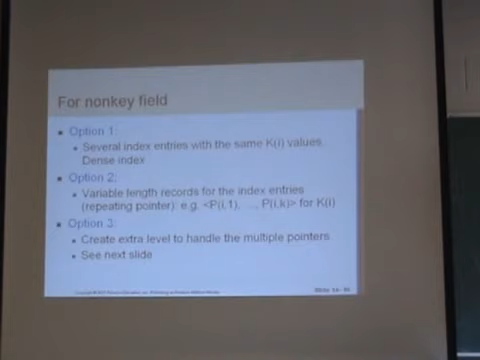 For nonkey field
Option 1:
Several index entries with the same K(i) values.
Dense index
Option 2:
Variable length records for the index entries
(repeating pointer): e.g. <P(i,1), ..., P(i,k)> for K(i)
Option 3:
Create extra level to handle the multiple pointers.
See next slide